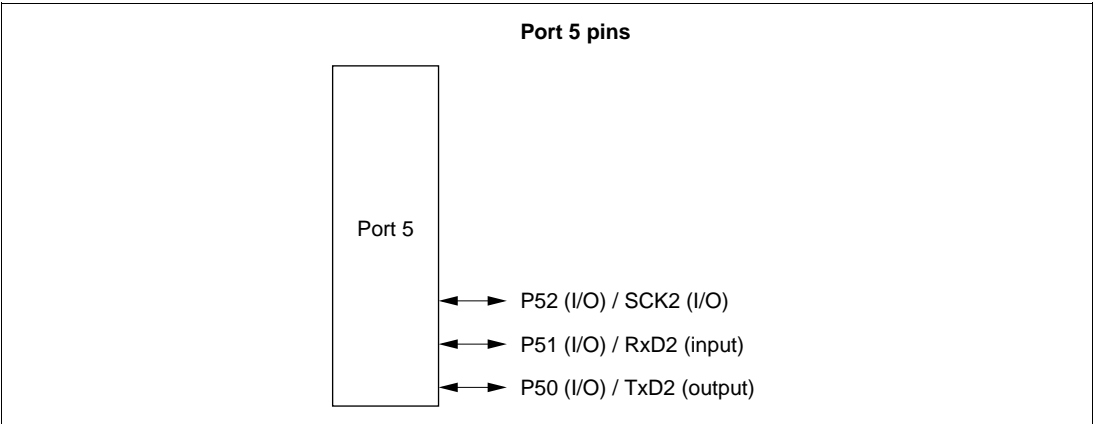 Port 5 pins
Port 5
P52 (I/O) / SCK2 (I/O)
P51 (I/O) / RxD2 (input)
P50 (I/O) / TxD2 (output)